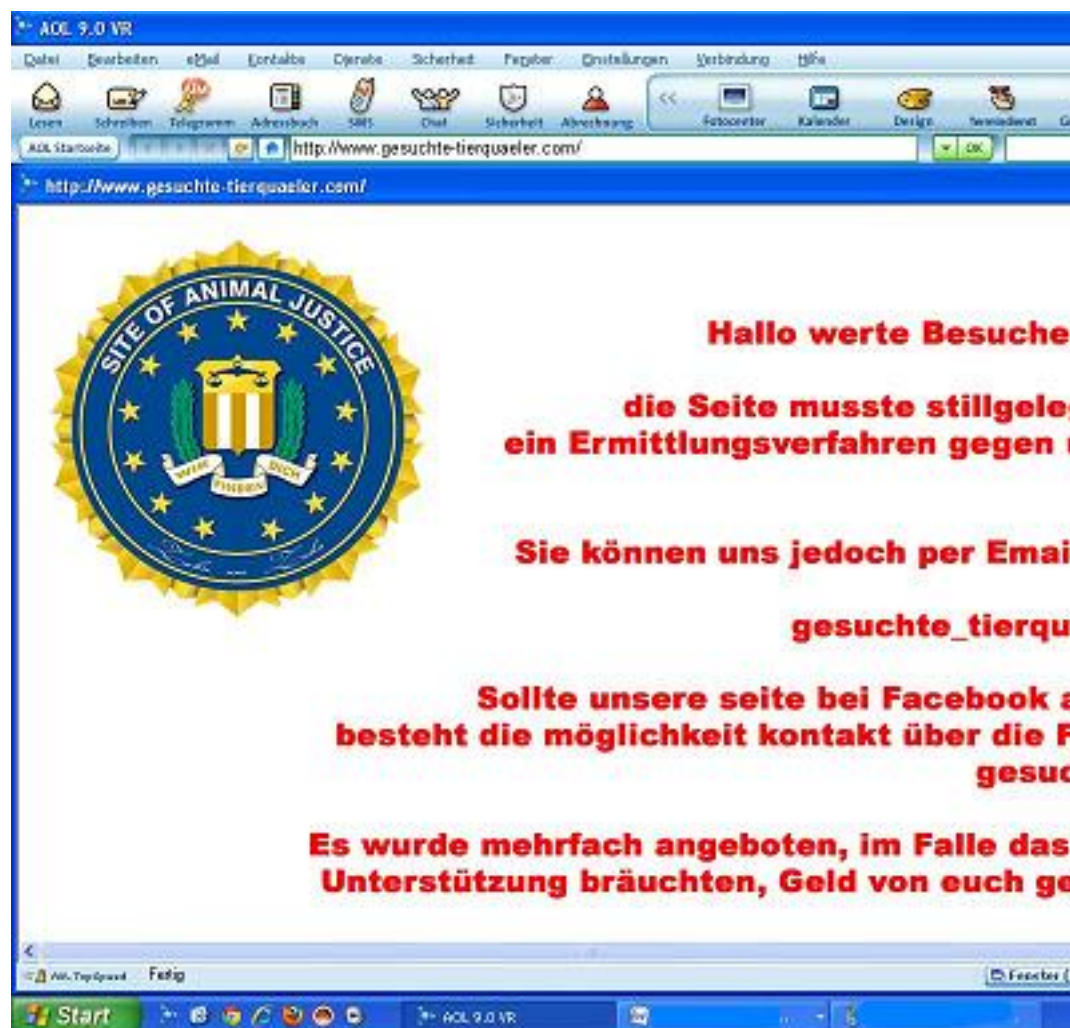 AOL 9.0 VR
Datei Bearbeiten eMail Kontakte Dienste Sicherheit Fenster Einstellungen Verbindung Hilfe
Lesen Schreiben Telegramm Adressbuch SMS Chat Sicherheit Abrechnung << Fotocenter Kalender Design
AOL Startseite http://www.gesuchte-tierquaeler.com/ OK
http://www.gesuchte-tierquaeler.com/
SITE OF ANIMAL JUSTICE
WIR FINDEN DICH
Hallo werte Besuche
die Seite musste stillgeleg
ein Ermittlungsverfahren gegen
Sie können uns jedoch per Emai
gesuchte_tierqu
Sollte unsere seite bei Facebook a
besteht die möglichkeit kontakt über die F
gesuc
Es wurde mehrfach angeboten, im Falle das
Unterstützung bräuchten, Geld von euch ge
Fertig
Fenster (
Start AOL 9.0 VR